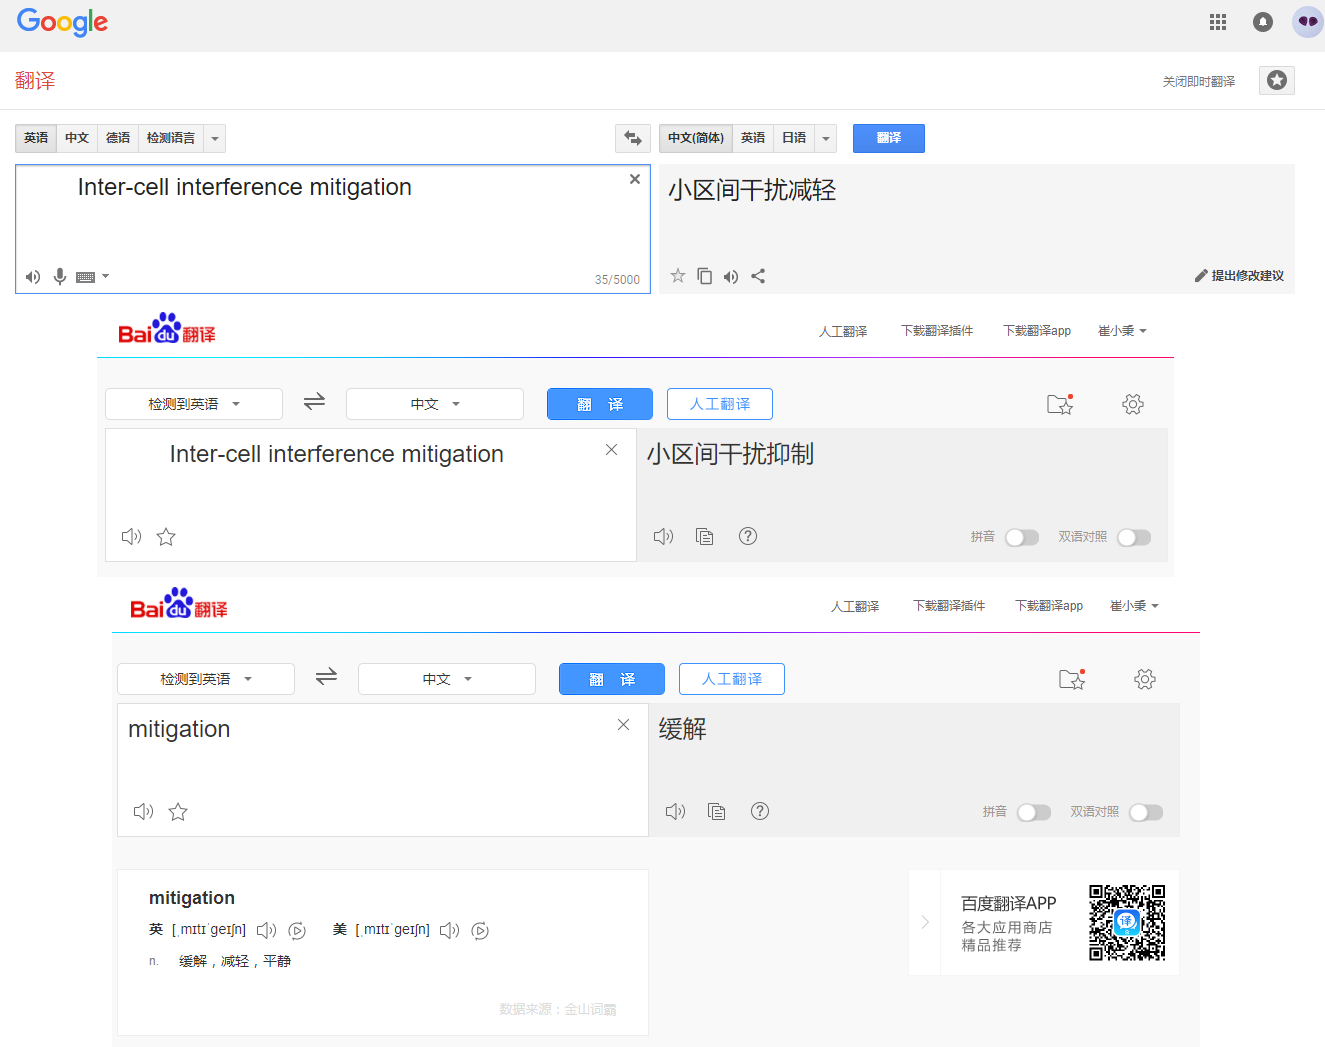 Google
翻译
关闭即时翻译
英语 中文 德语 检测语言
中文(简体) 英语 日语 翻译
Inter-cell interference mitigation
小区间干扰减轻
35/5000
提出修改建议
Bai du 翻译
人工翻译 下载翻译插件 下载翻译app 崔小秉
检测到英语 中文 翻 译 人工翻译
Inter-cell interference mitigation
小区间干扰抑制
拼音 双语对照
Bai du 翻译
人工翻译 下载翻译插件 下载翻译app 崔小秉
检测到英语 中文 翻 译 人工翻译
mitigation
缓解
拼音 双语对照
mitigation
英 [ˌmɪtɪˈgeɪʃn] 美 [ˌmɪtɪˈgeɪʃn]
n. 缓解，减轻，平静
数据来源：金山词霸
百度翻译APP
各大应用商店
精品推荐
译